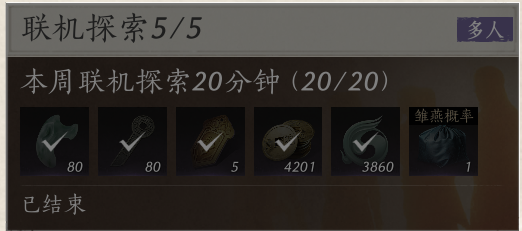 联机探索5/5
多人
本周联机探索20分钟（20/20）
雏燕概率
80 80 5 4201 3860 1
已结束